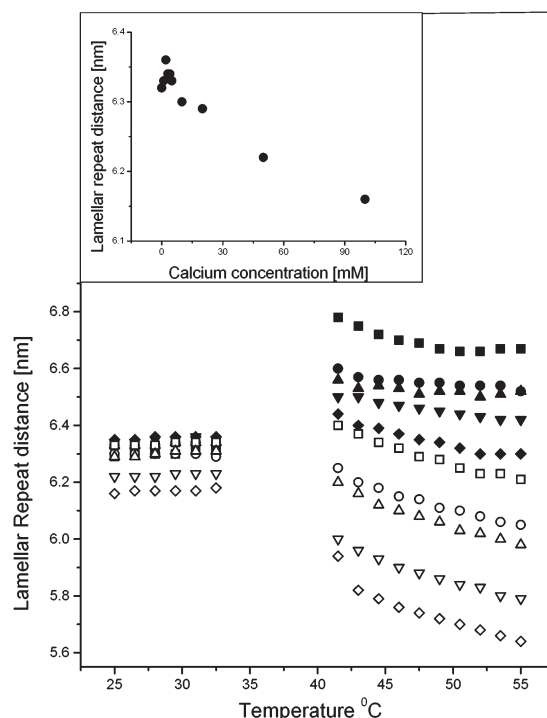 6.4
6.3
6.2
6.1
Lamellar repeat distance [nm]
0 30 60 90 120
Calcium concentration [mM]
6.8
6.6
6.4
6.2
6.0
5.8
5.6
Lamellar Repeat distance [nm]
25 30 35 40 45 50 55
Temperature ⁰C